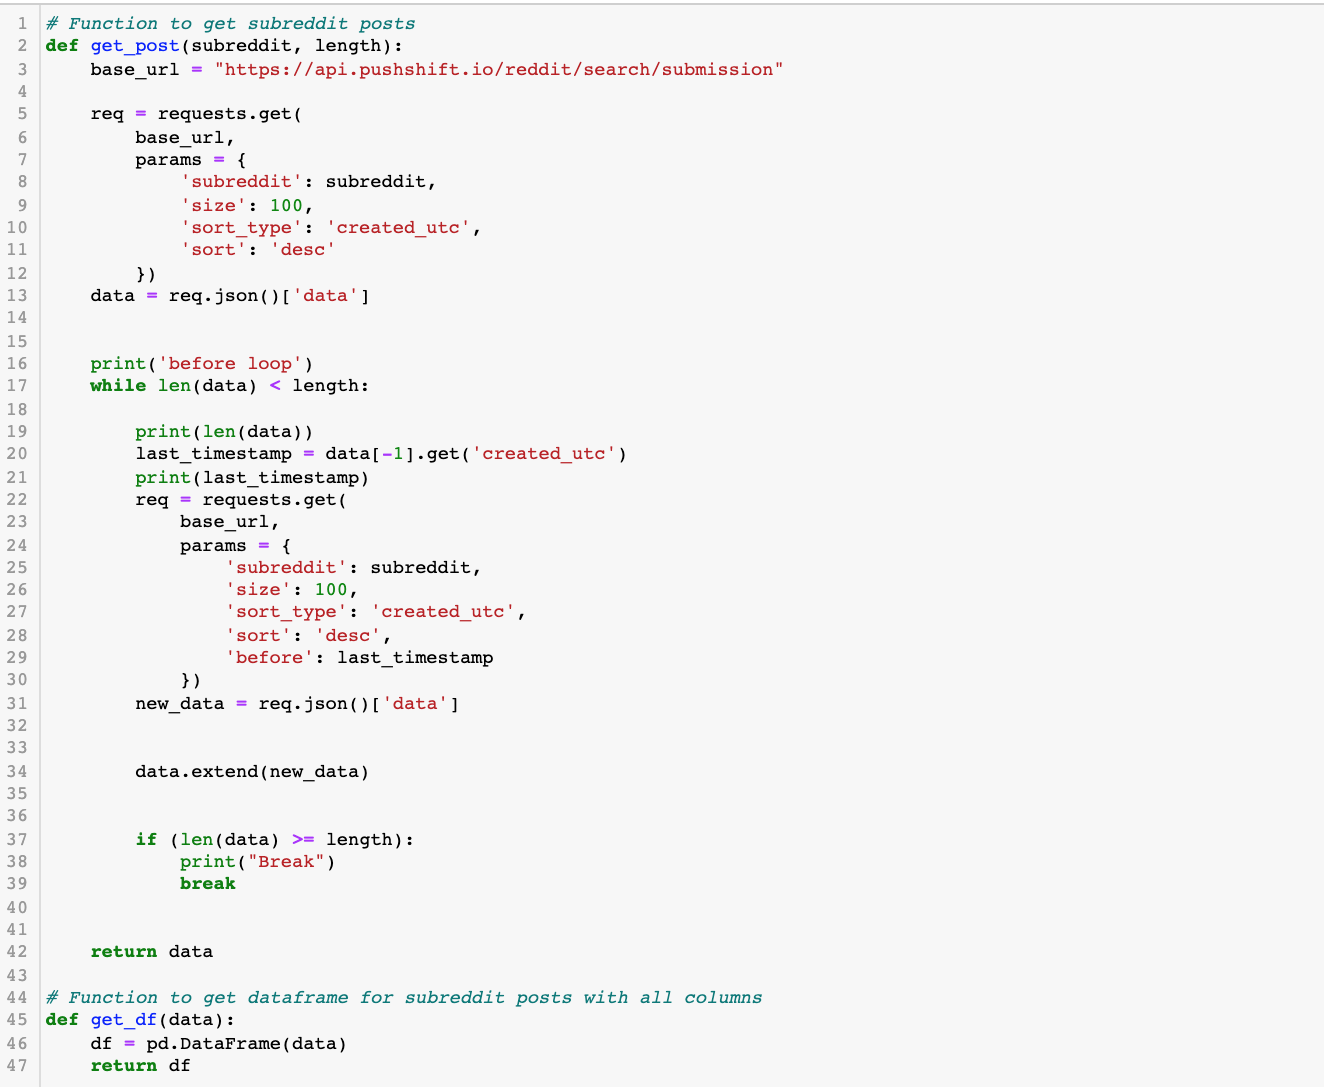 1 # Function to get subreddit posts
2 def get_post(subreddit, length):
3     base_url = "https://api.pushshift.io/reddit/search/submission"
4
5     req = requests.get(
6         base_url,
7         params = {
8             'subreddit': subreddit,
9             'size': 100,
10             'sort_type': 'created_utc',
11             'sort': 'desc'
12         })
13     data = req.json()['data']
14
15
16     print('before loop')
17     while len(data) < length:
18
19         print(len(data))
20         last_timestamp = data[-1].get('created_utc')
21         print(last_timestamp)
22         req = requests.get(
23             base_url,
24             params = {
25                 'subreddit': subreddit,
26                 'size': 100,
27                 'sort_type': 'created_utc',
28                 'sort': 'desc',
29                 'before': last_timestamp
30             })
31         new_data = req.json()['data']
32
33
34         data.extend(new_data)
35
36
37         if (len(data) >= length):
38             print("Break")
39             break
40
41
42     return data
43
44 # Function to get dataframe for subreddit posts with all columns
45 def get_df(data):
46     df = pd.DataFrame(data)
47     return df